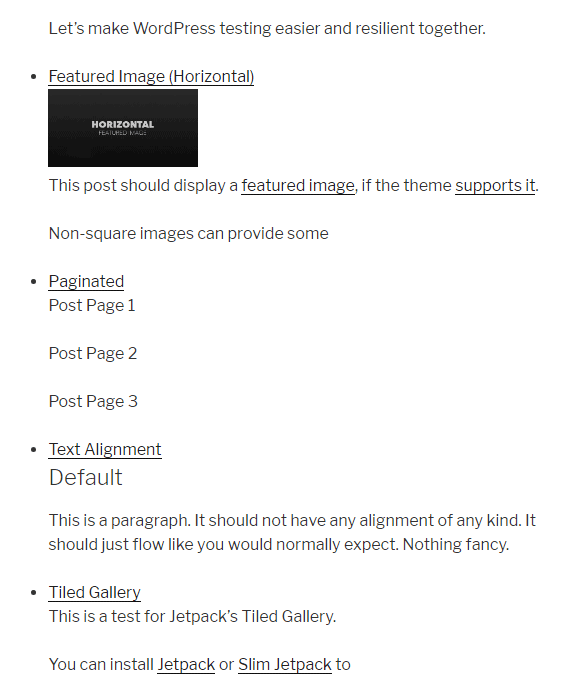 Let's make WordPress testing easier and resilient together.
Featured Image (Horizontal)
HORIZONTAL
FEATURED IMAGE
This post should display a featured image, if the theme supports it.
Non-square images can provide some
Paginated
Post Page 1
Post Page 2
Post Page 3
Text Alignment
Default
This is a paragraph. It should not have any alignment of any kind. It
should just flow like you would normally expect. Nothing fancy.
Tiled Gallery
This is a test for Jetpack's Tiled Gallery.
You can install Jetpack or Slim Jetpack to